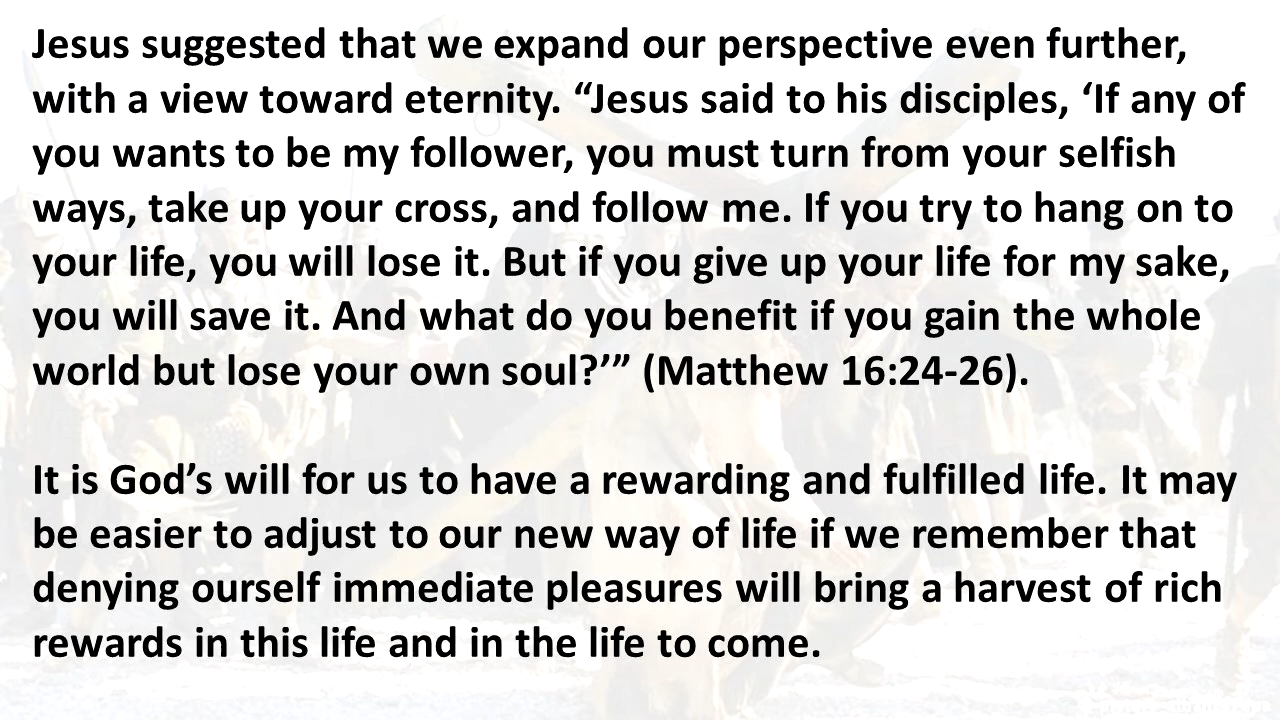 Jesus suggested that we expand our perspective even further,
with a view toward eternity. “Jesus said to his disciples, ‘If any of
you wants to be my follower, you must turn from your selfish
ways, take up your cross, and follow me. If you try to hang on to
your life, you will lose it. But if you give up your life for my sake,
you will save it. And what do you benefit if you gain the whole
world but lose your own soul?’” (Matthew 16:24-26).
It is God’s will for us to have a rewarding and fulfilled life. It may
be easier to adjust to our new way of life if we remember that
denying ourself immediate pleasures will bring a harvest of rich
rewards in this life and in the life to come.